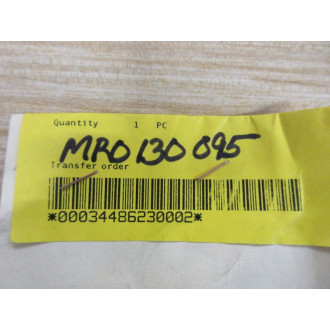 Quantity 1 PC
MRO 130 095
Transfer order
*00034486230002*